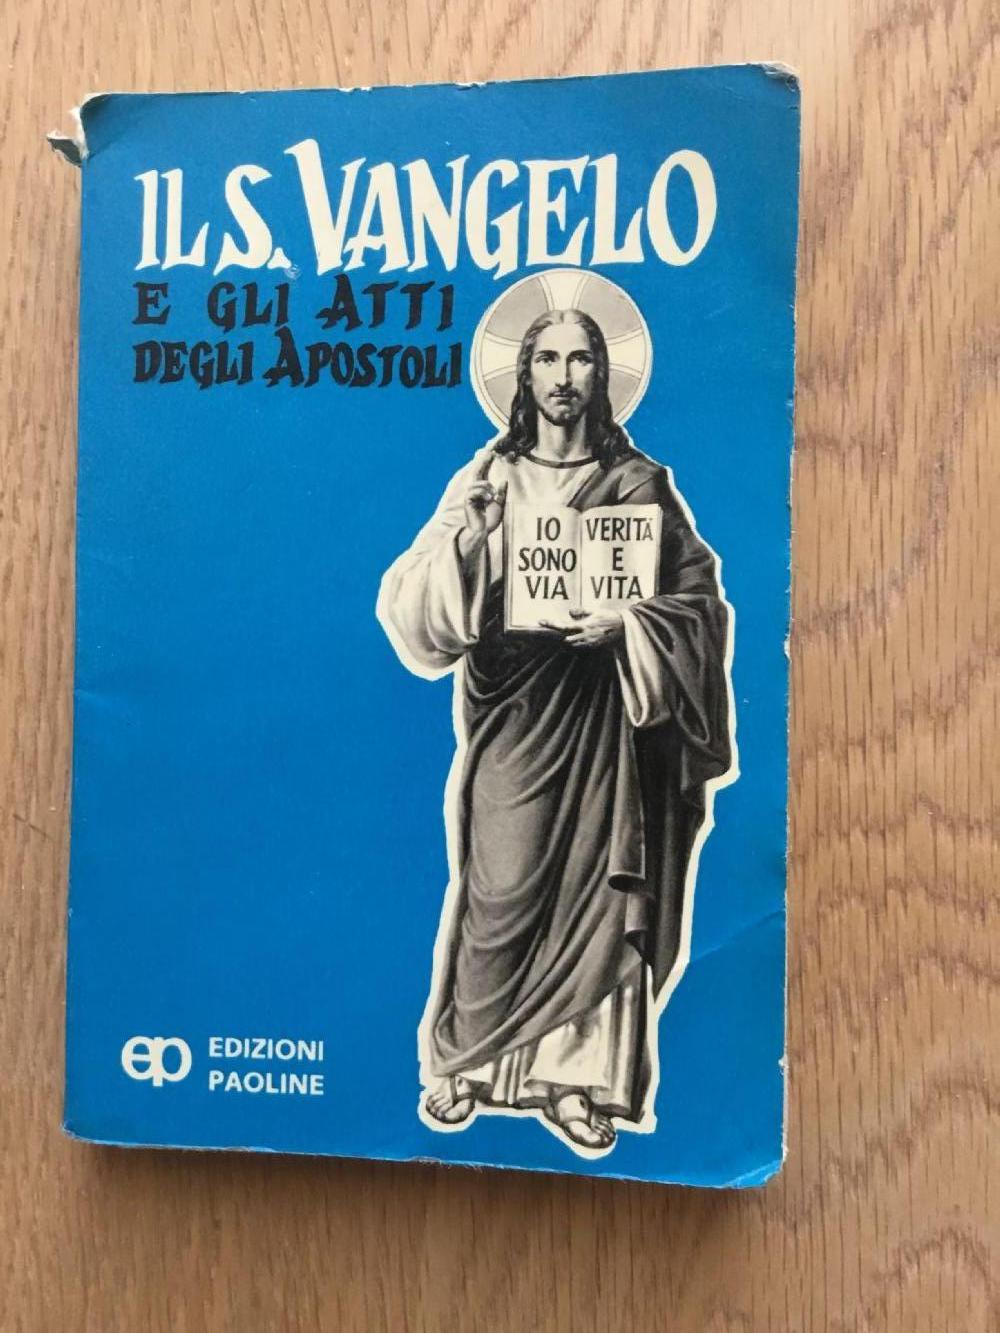 IL S. VANGELO
E GLI ATTI
DEGLI APOSTOLI
IO
SONO
VIA
VERITÀ
E
VITA
ep
EDIZIONI
PAOLINE